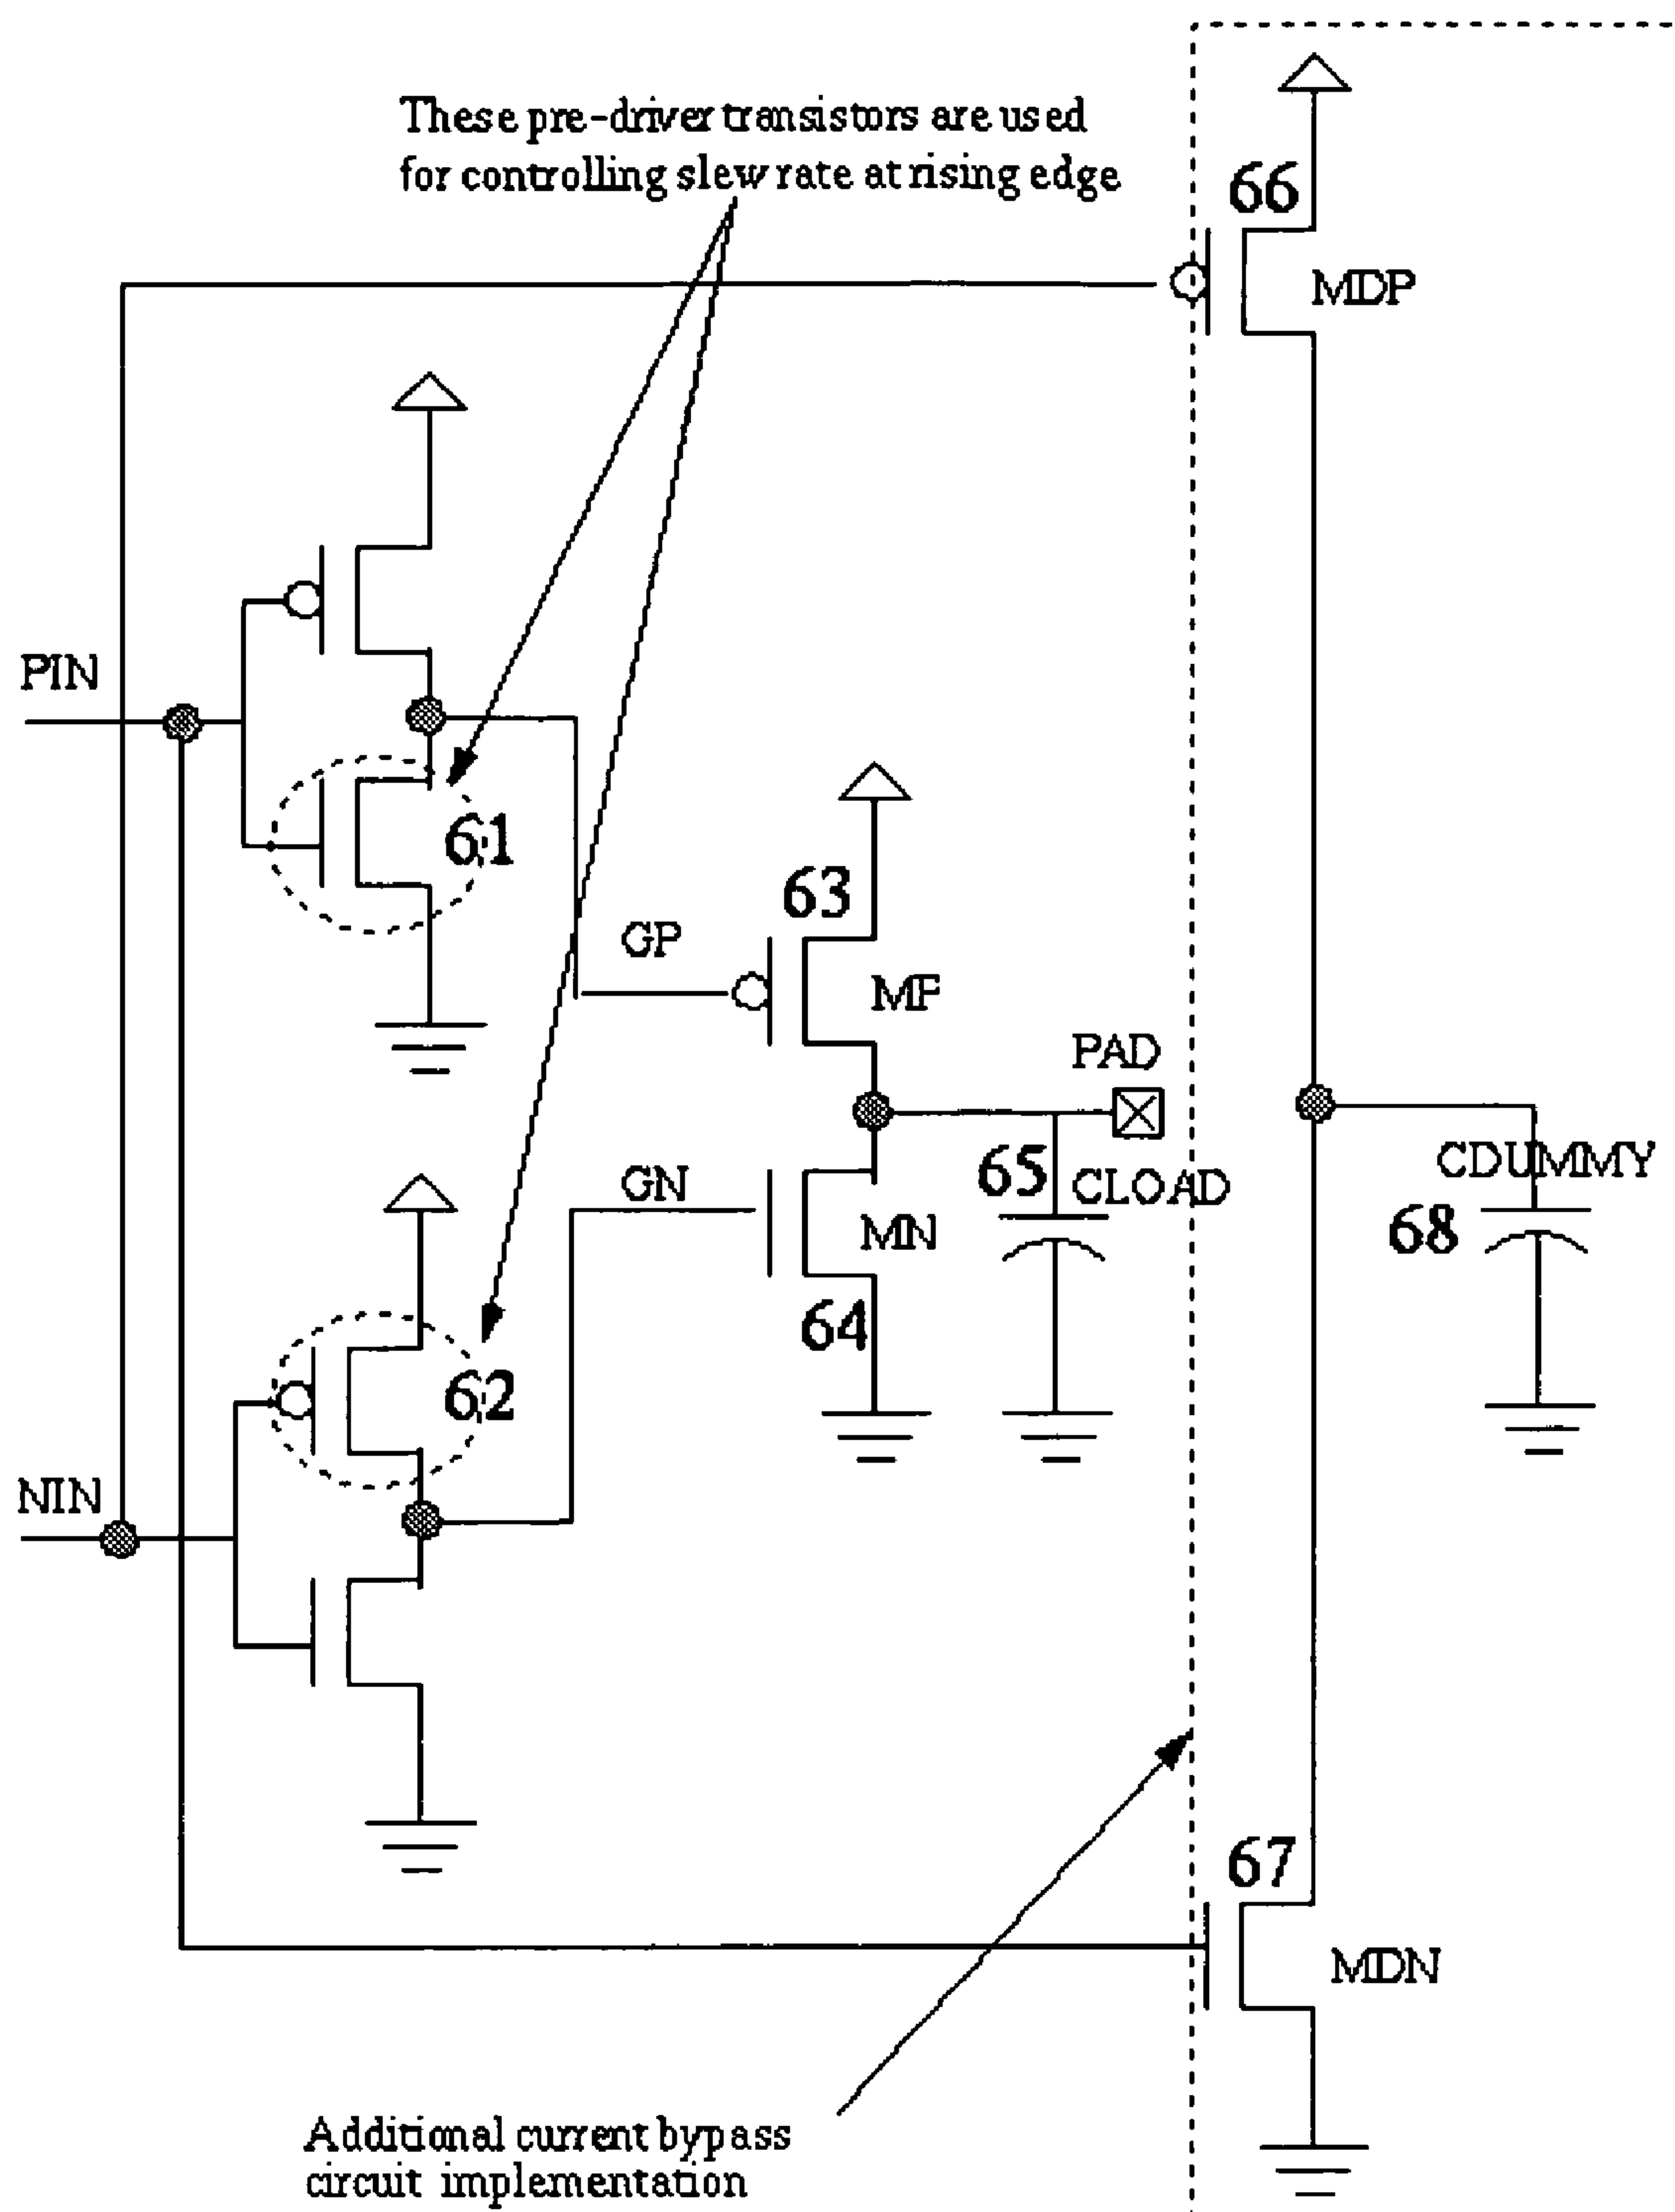 These pre-driver transistors are used
for controlling slew rate at rising edge
66
MDP
PIN
61
63
GP
MP
PAD
65
CLOAD
CDUMMY
68
GN
MN
64
62
NIN
67
MDN
Additional current bypass
circuit implementation